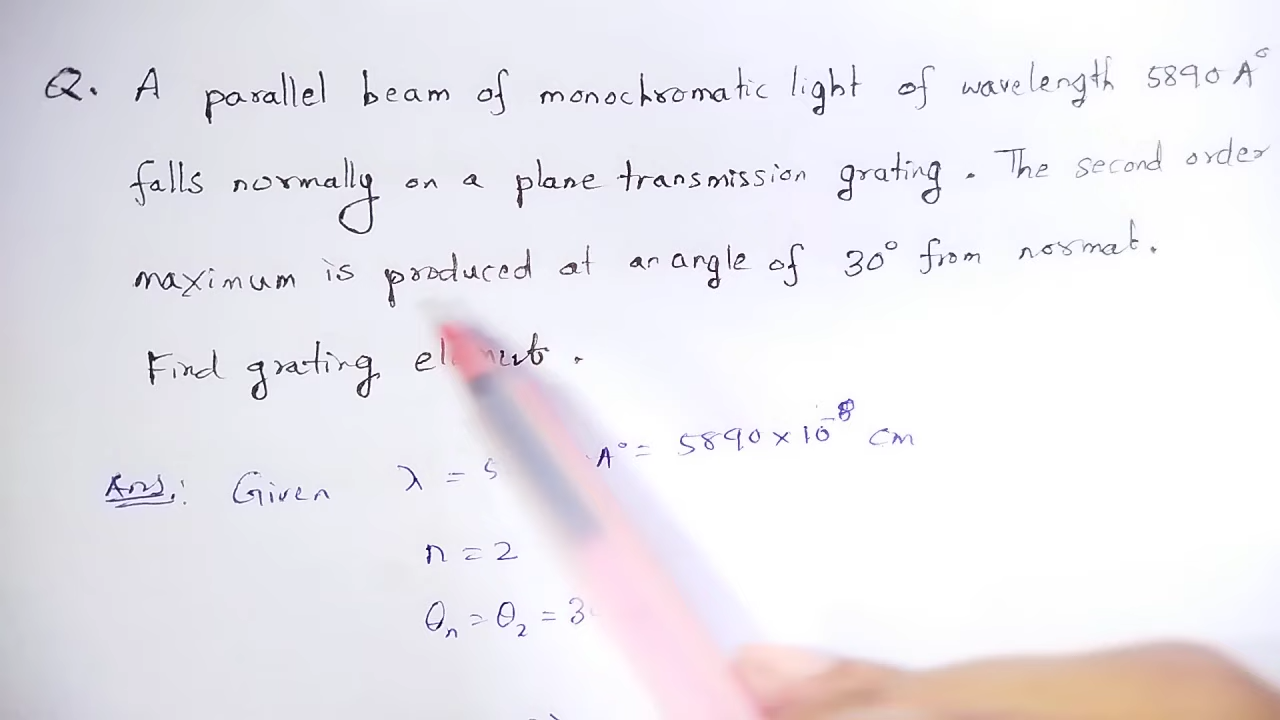 Q. A parallel beam of monochromatic light of wavelength 5890 A°
falls normally on a plane transmission grating. The second order
maximum is produced at an angle of 30° from normal.
Find grating .
Ans: Given λ = 5 A° = 5890 × 10⁻⁸ cm
n = 2
θₙ = θ₂ = 3